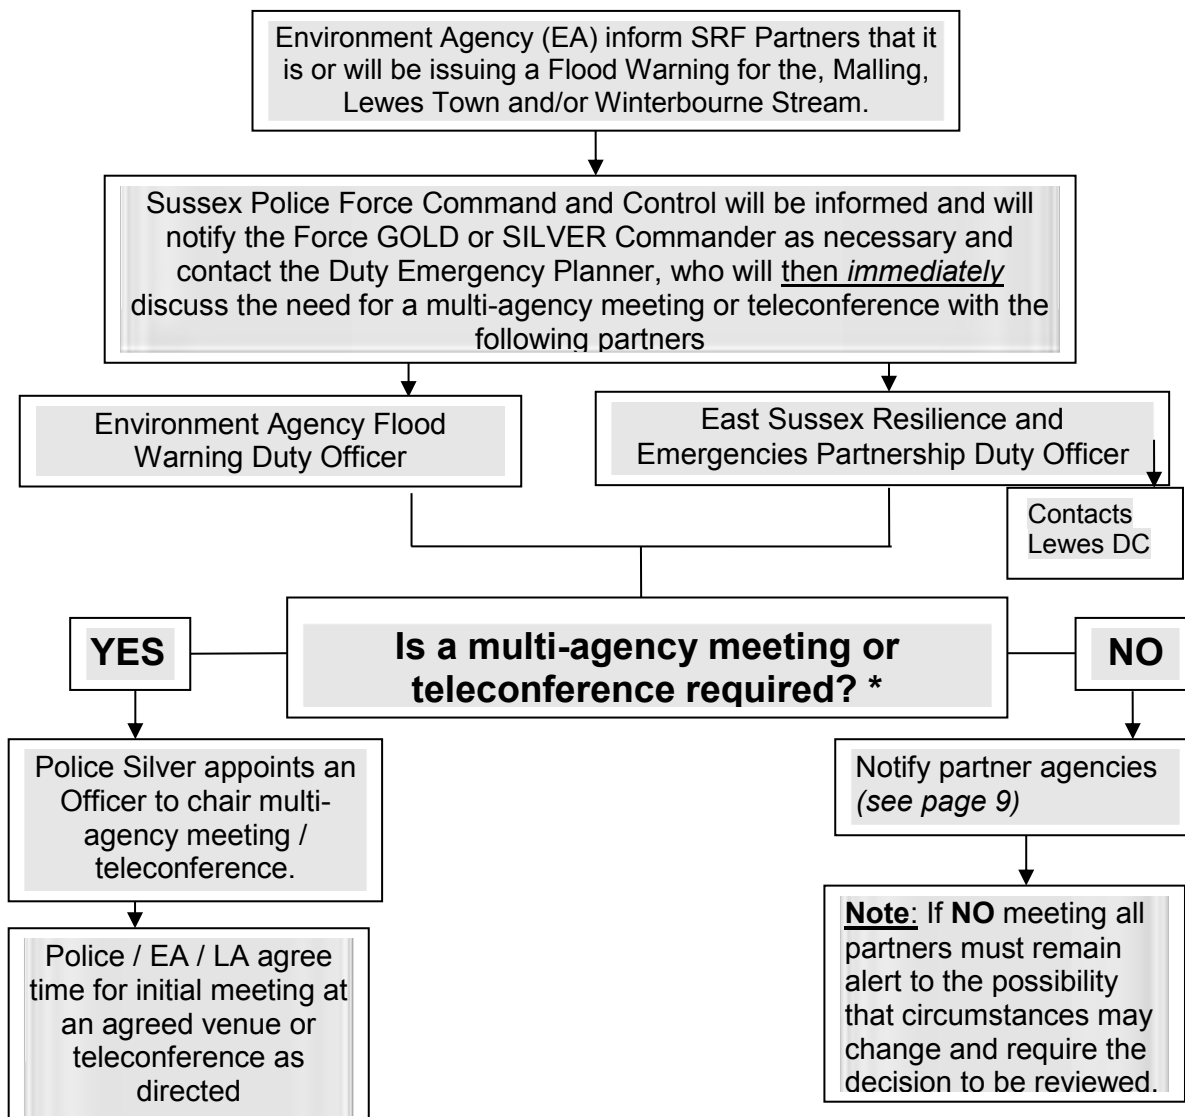 Environment Agency (EA) inform SRF Partners that it
is or will be issuing a Flood Warning for the, Malling,
Lewes Town and/or Winterbourne Stream.
Sussex Police Force Command and Control will be informed and will
notify the Force GOLD or SILVER Commander as necessary and
contact the Duty Emergency Planner, who will then immediately
discuss the need for a multi-agency meeting or teleconference with the
following partners
Environment Agency Flood
Warning Duty Officer
East Sussex Resilience and
Emergencies Partnership Duty Officer
Contacts
Lewes DC
YES
Is a multi-agency meeting or
teleconference required? *
NO
Police Silver appoints an
Officer to chair multi-
agency meeting /
teleconference.
Notify partner agencies
(see page 9)
Police / EA / LA agree
time for initial meeting at
an agreed venue or
teleconference as
directed
Note: If NO meeting all
partners must remain
alert to the possibility
that circumstances may
change and require the
decision to be reviewed.